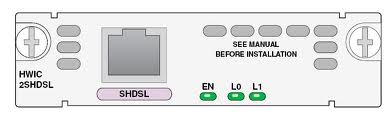 SEE MANUAL
BEFORE INSTALLATION
HWIC
2SHDSL
SHDSL
EN L0 L1